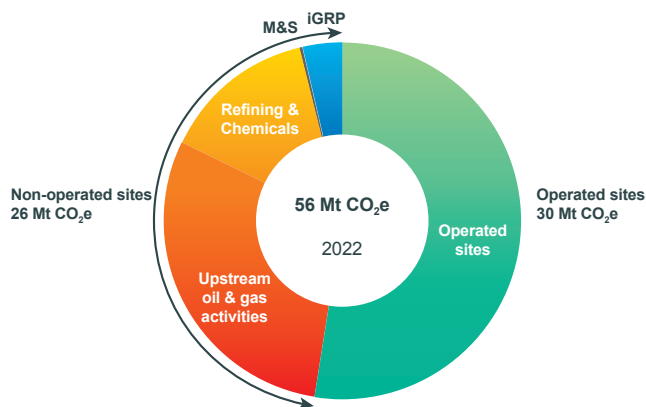 M&S
iGRP
Refining &
Chemicals
Non-operated sites
26 Mt CO₂e
56 Mt CO₂e
2022
Operated sites
30 Mt CO₂e
Operated
sites
Upstream
oil & gas
activities